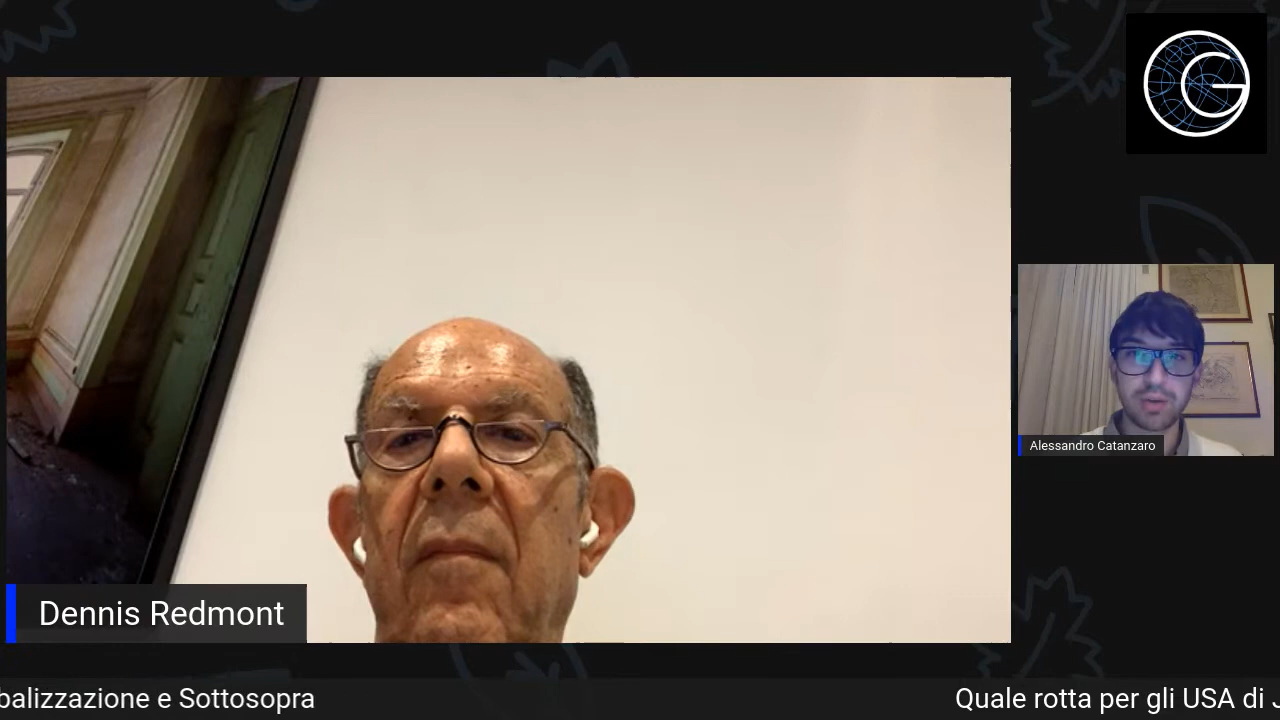 Alessandro Catanzaro
Dennis Redmont
balizzazione e Sottosopra
Quale rotta per gli USA di